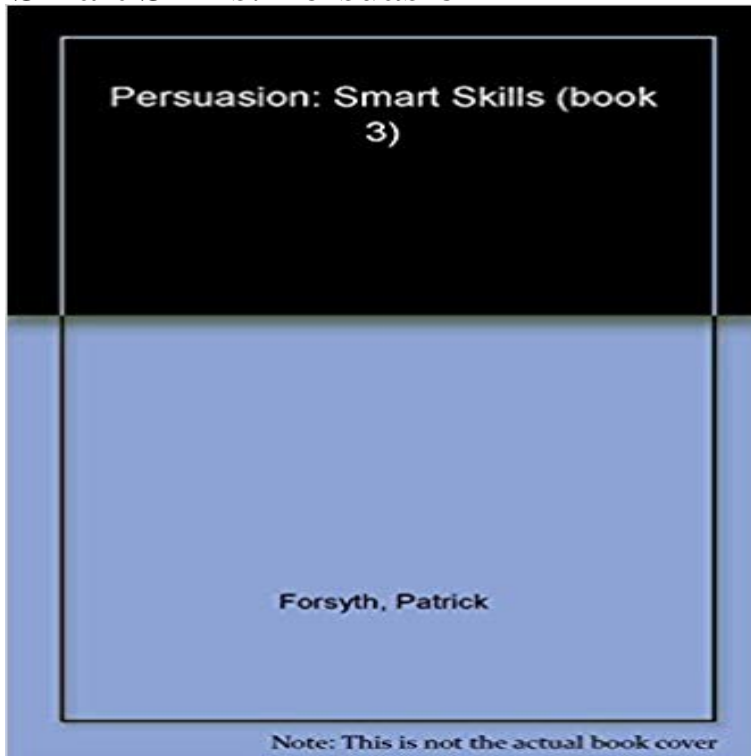 Persuasion: Smart Skills (book
3)
Forsyth, Patrick
Note: This is not the actual book cover